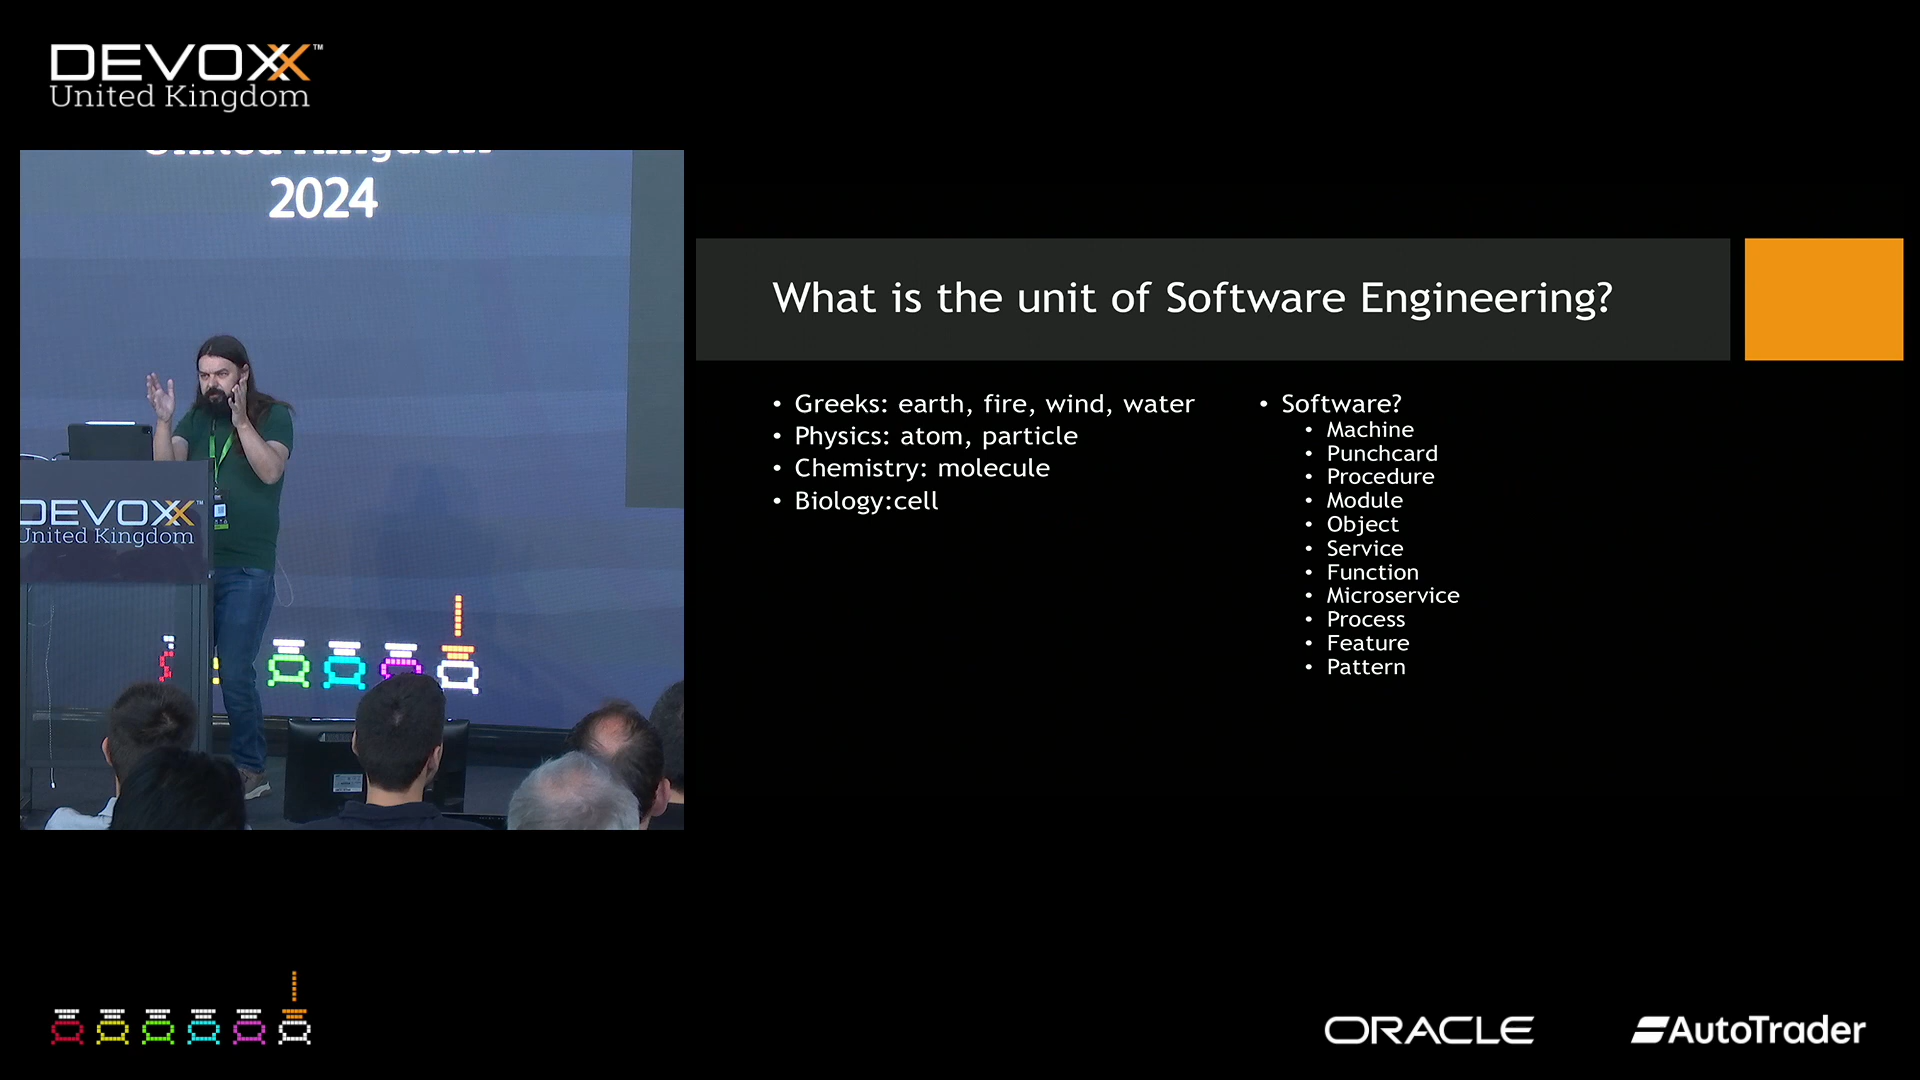 DEVOXX™
United Kingdom
United Kingdom
2024
DEVOXX™
United Kingdom
What is the unit of Software Engineering?
• Greeks: earth, fire, wind, water
• Physics: atom, particle
• Chemistry: molecule
• Biology:cell
• Software?
• Machine
• Punchcard
• Procedure
• Module
• Object
• Service
• Function
• Microservice
• Process
• Feature
• Pattern
ORACLE
AutoTrader